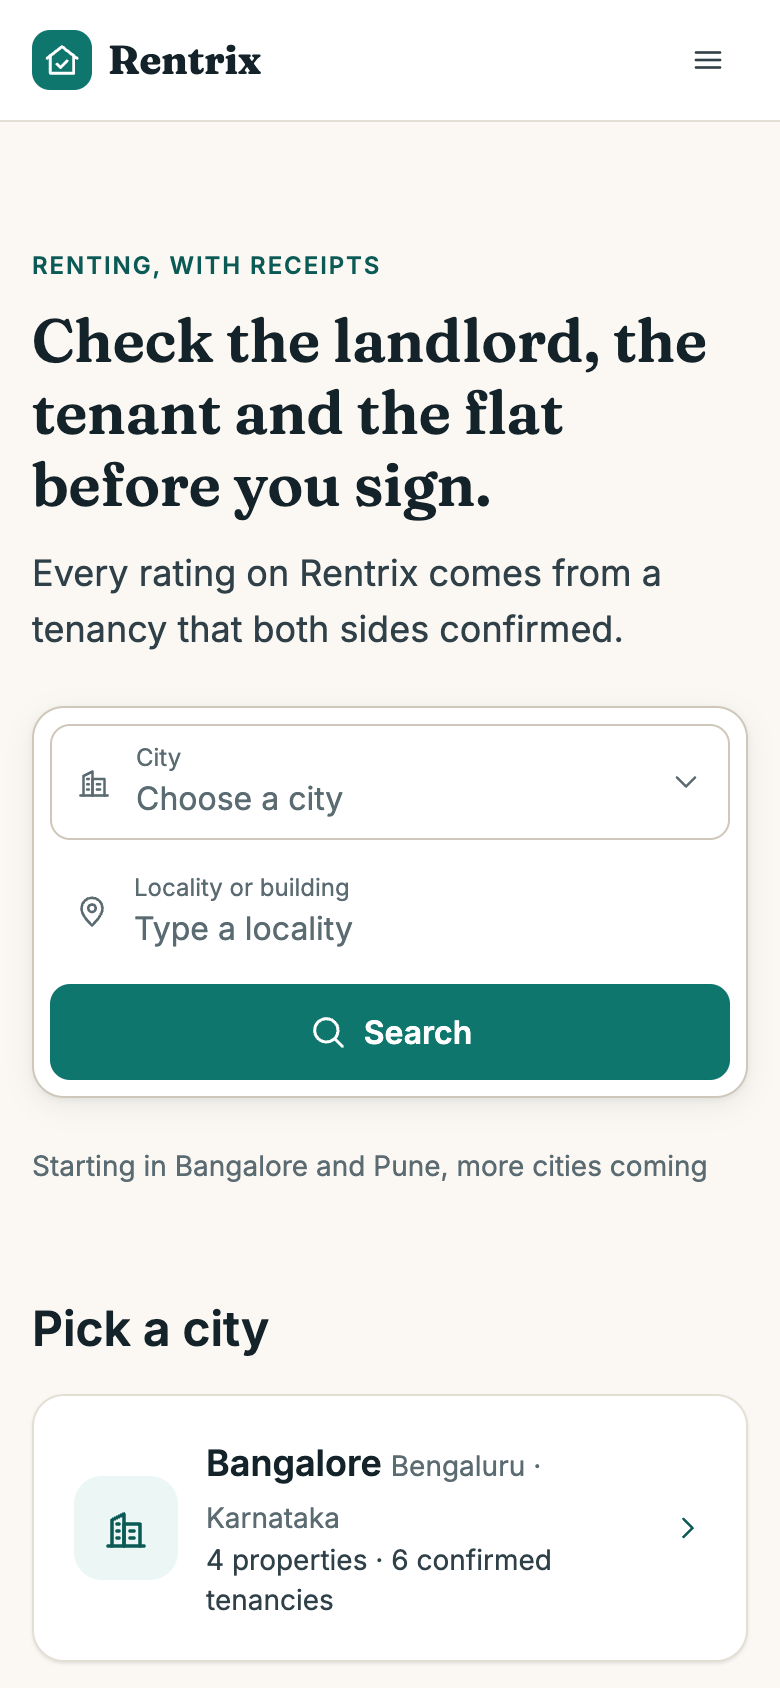 Rentrix
RENTING, WITH RECEIPTS
Check the landlord, the
tenant and the flat
before you sign.
Every rating on Rentrix comes from a
tenancy that both sides confirmed.
City
Choose a city
Locality or building
Type a locality
Search
Starting in Bangalore and Pune, more cities coming
Pick a city
Bangalore Bengaluru ·
Karnataka
4 properties · 6 confirmed
tenancies